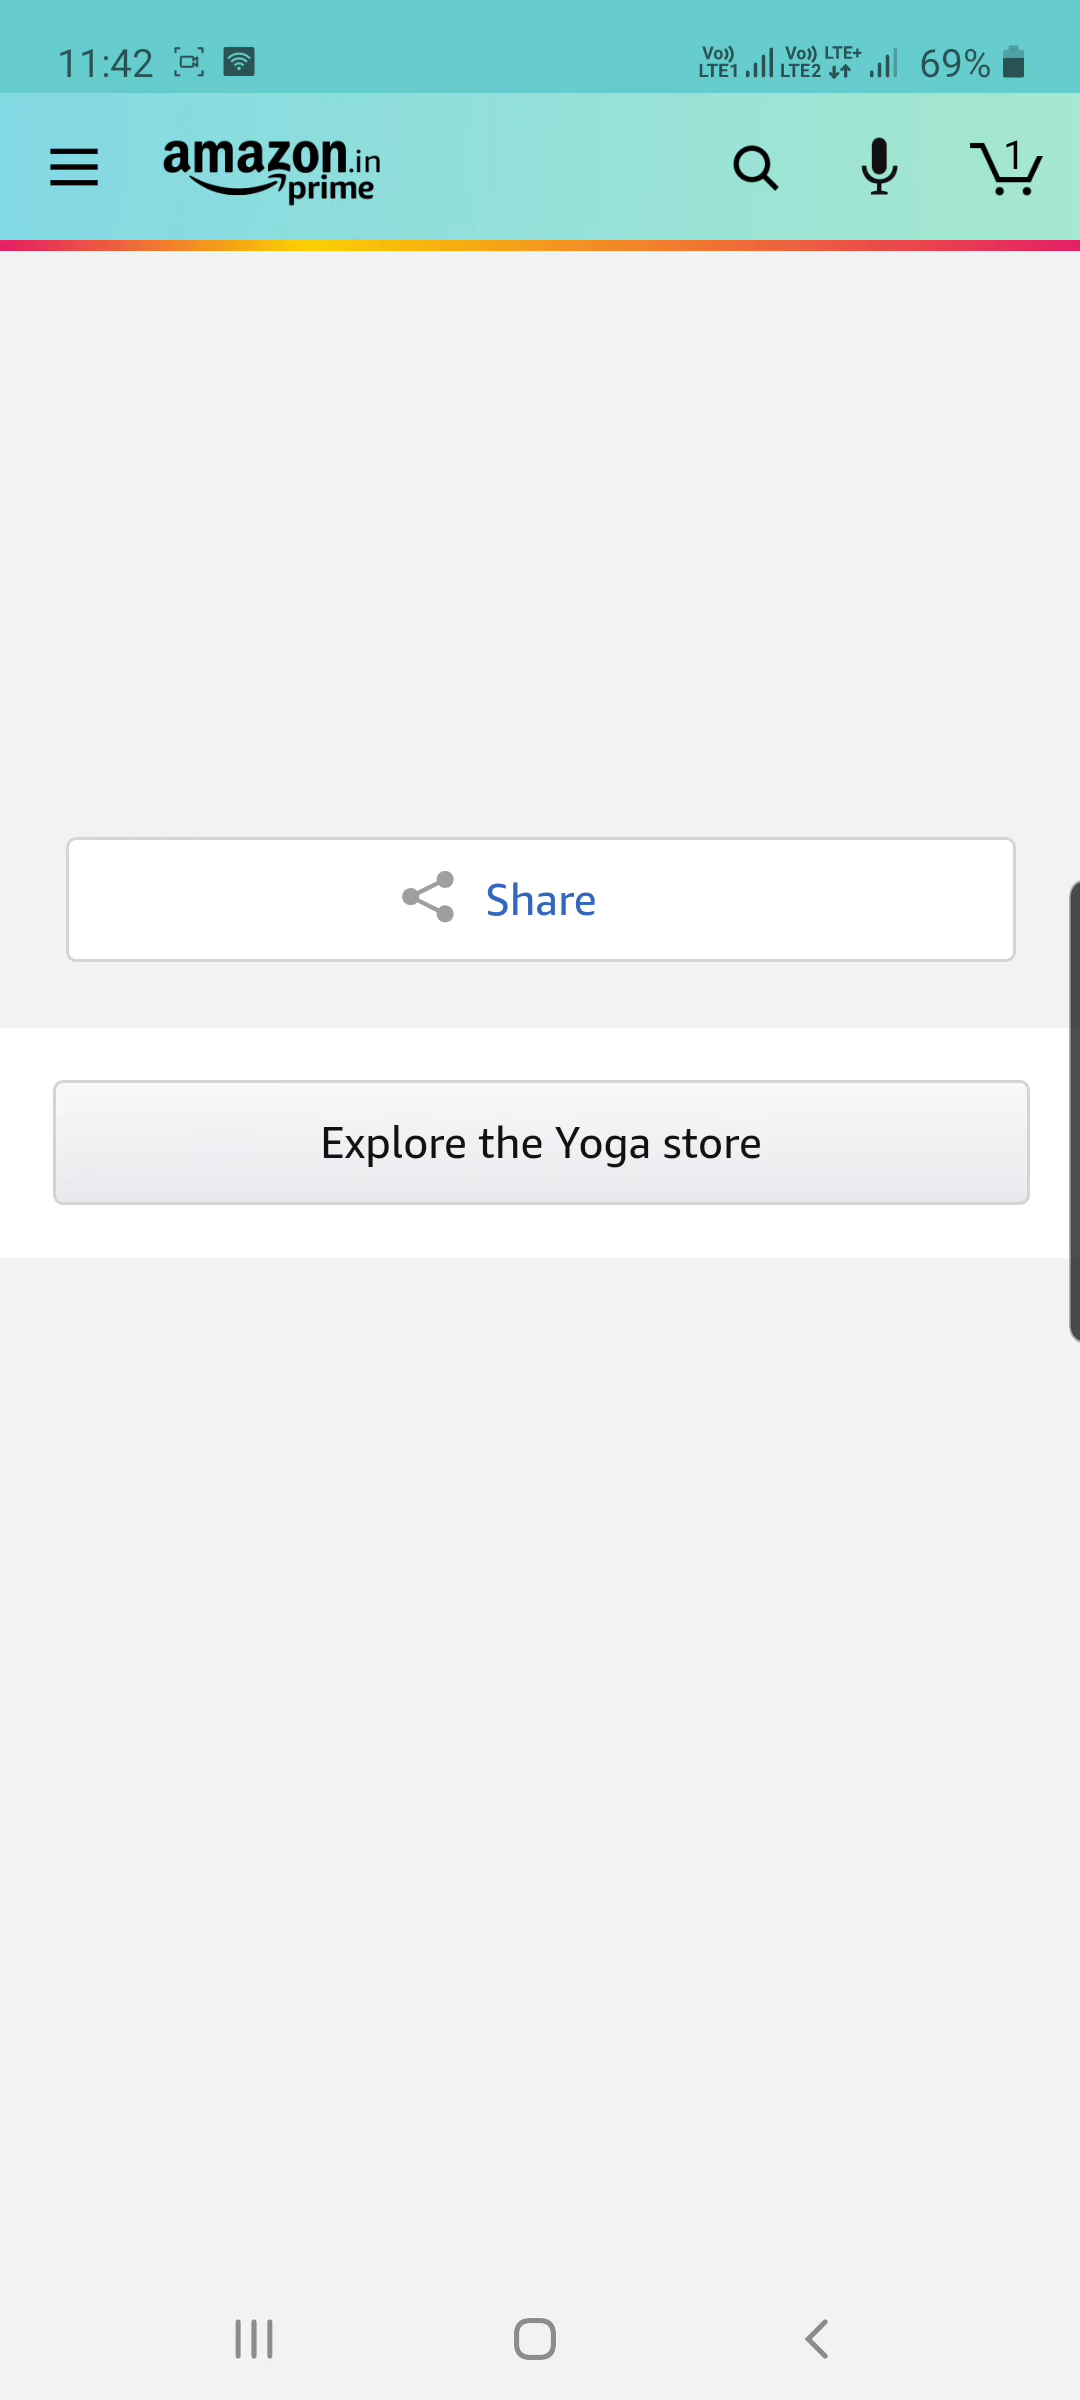 11:42 Vo)) LTE1 Vo)) LTE2 LTE+ 69%
amazon.in
prime
1
Share
Explore the Yoga store